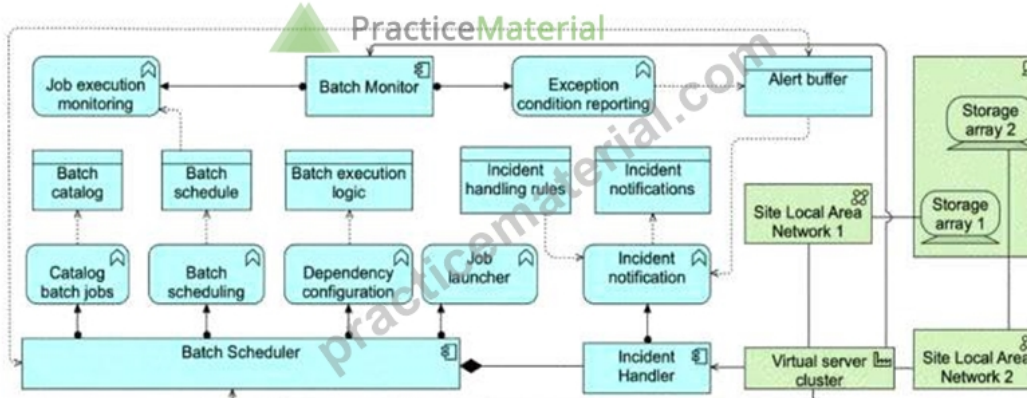 PracticeMaterial
Job execution
monitoring
Batch Monitor
Exception
condition reporting
Alert buffer
Storage
array 2
Batch
catalog
Batch
schedule
Batch execution
logic
Incident
handling rules
Incident
notifications
Site Local Area
Network 1
Storage
array 1
Catalog
batch jobs
Batch
scheduling
Dependency
configuration
Job
launcher
Incident
notification
Batch Scheduler
Incident
Handler
Virtual server
cluster
Site Local Area
Network 2
practicematerial.com